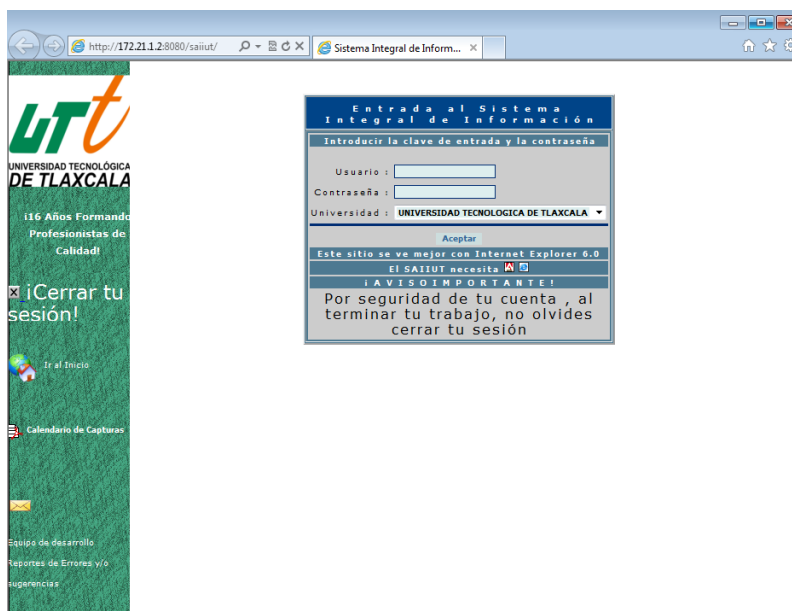 http://172.21.1.2:8080/saiiut/
Sistema Integral de Inform...
UTT
UNIVERSIDAD TECNOLÓGICA
DE TLAXCALA
¡16 Años Formando
Profesionistas de
Calidad!
¡Cerrar tu
sesión!
Ir al Inicio
Calendario de Capturas
Equipo de desarrollo
Reportes de Errores y/o
sugerencias
Entrada al Sistema
Integral de Información
Introducir la clave de entrada y la contraseña
Usuario :
Contraseña :
Universidad : UNIVERSIDAD TECNOLOGICA DE TLAXCALA
Aceptar
Este sitio se ve mejor con Internet Explorer 6.0
El SAIIUT necesita
¡AVISOIMPORTANTE!
Por seguridad de tu cuenta , al
terminar tu trabajo, no olvides
cerrar tu sesión